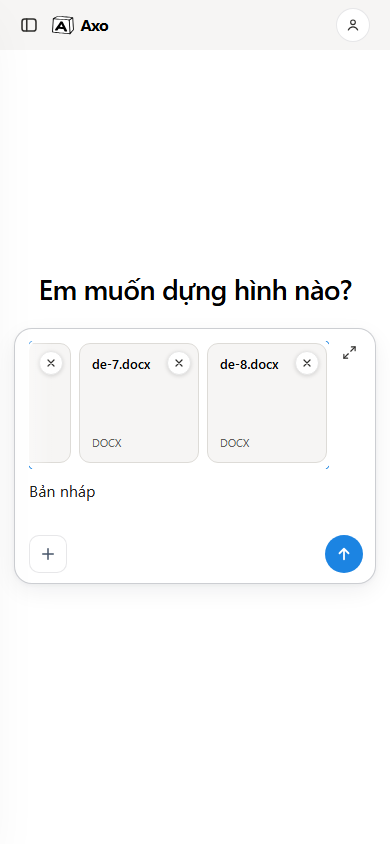 A Axo
Em muốn dựng hình nào?
de-7.docx
de-8.docx
DOCX
DOCX
Bản nháp